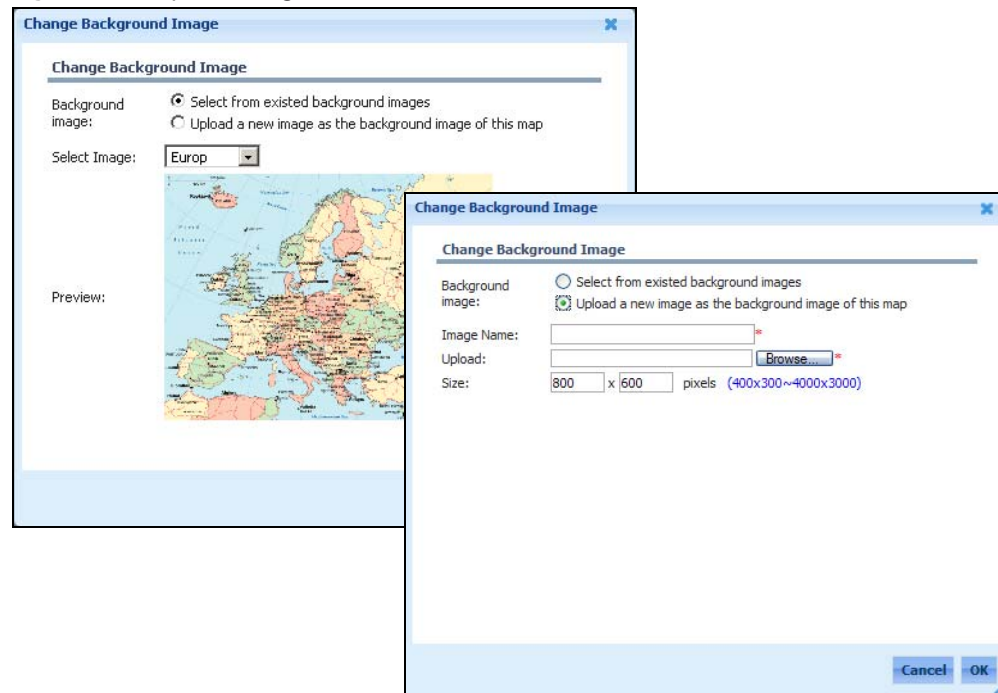 Change Background Image
Change Background Image
Background image:
Select from existed background images
Upload a new image as the background image of this map
Select Image:
Europ
Preview:
Change Background Image
Change Background Image
Background image:
Select from existed background images
Upload a new image as the background image of this map
Image Name:
*
Upload:
Browse...
*
Size:
800 x 600 pixels (400x300~4000x3000)
Cancel OK